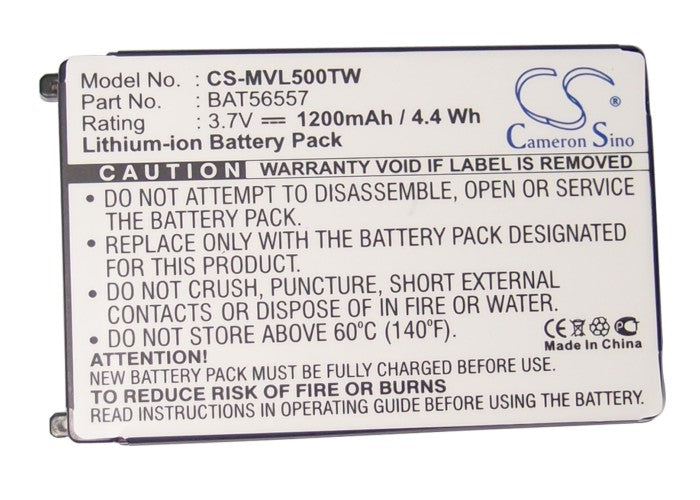 Model No. : CS-MVL500TW
Part No. : BAT56557
Rating : 3.7V 1200mAh / 4.4 Wh
Lithium-ion Battery Pack
CS ®
Cameron Sino
CAUTION WARRANTY VOID IF LABEL IS REMOVED
• DO NOT ATTEMPT TO DISASSEMBLE, OPEN OR SERVICE
THE BATTERY PACK.
• REPLACE ONLY WITH THE BATTERY PACK DESIGNATED
FOR THIS PRODUCT.
• DO NOT CRUSH, PUNCTURE, SHORT EXTERNAL
CONTACTS OR DISPOSE OF IN FIRE OR WATER.
• DO NOT STORE ABOVE 60°C (140°F).
CE
Made In China
ATTENTION:
NEW BATTERY PACK MUST BE FULLY CHARGED BEFORE USE
TO REDUCE RISK OF FIRE OR BURNS
READ INSTRUCTIONS AND OPERATING GUIDE BEFORE USE